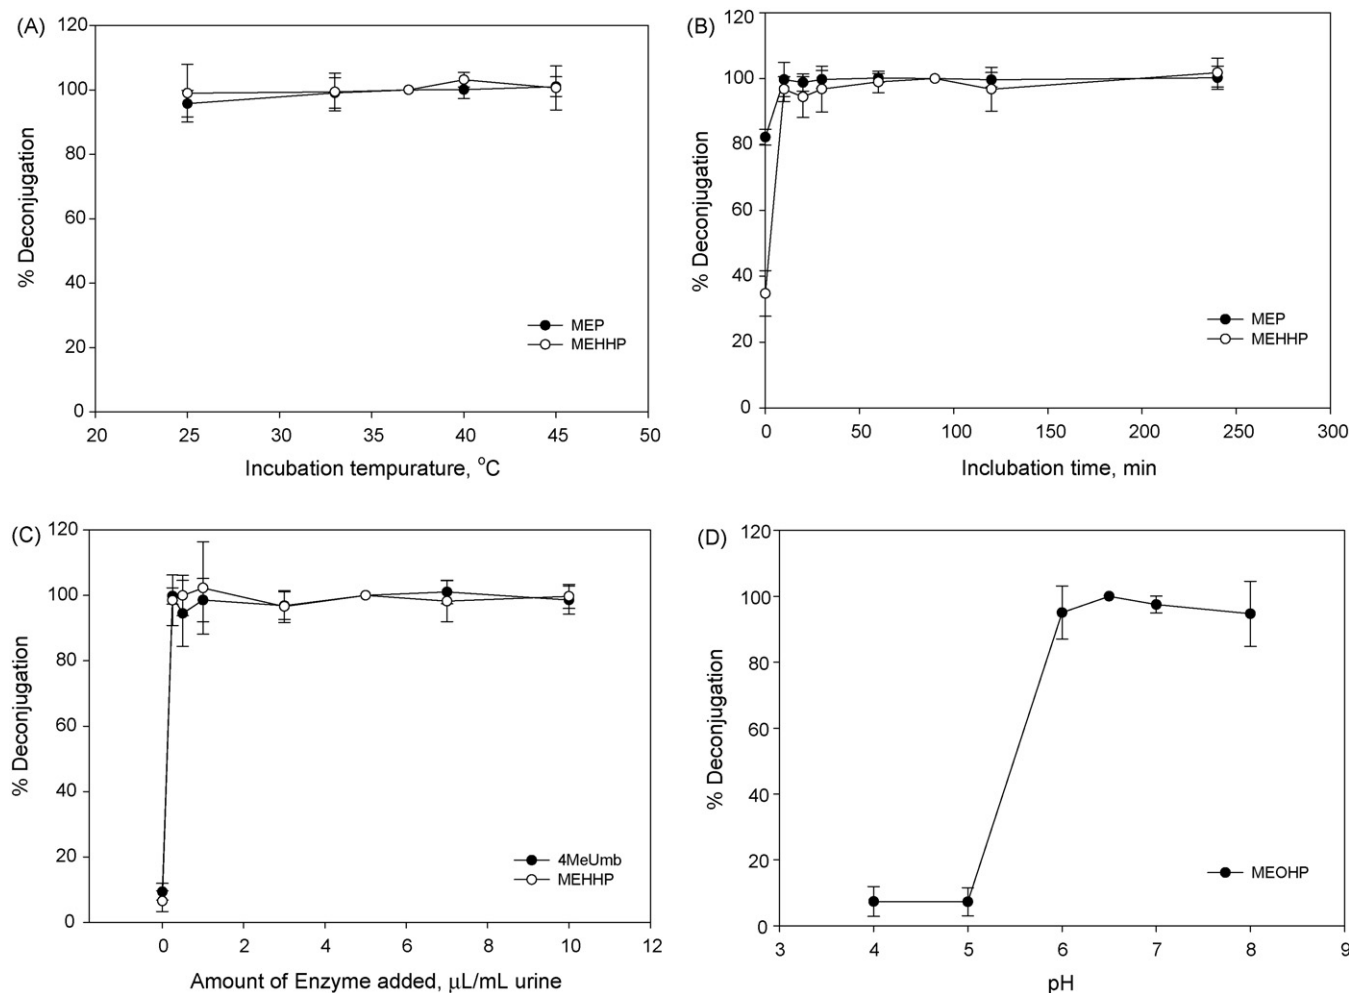 (A)
120
100
80
60
40
20
0
% Deconjugation
MEP
MEHHP
20 25 30 35 40 45 50
Incubation tempurature, °C
(B)
120
100
80
60
40
20
0
% Deconjugation
MEP
MEHHP
0 50 100 150 200 250 300
Inclubation time, min
(C)
120
100
80
60
40
20
0
% Deconjugation
4MeUmb
MEHHP
0 2 4 6 8 10 12
Amount of Enzyme added, μL/mL urine
(D)
120
100
80
60
40
20
0
% Deconjugation
MEOHP
3 4 5 6 7 8 9
pH